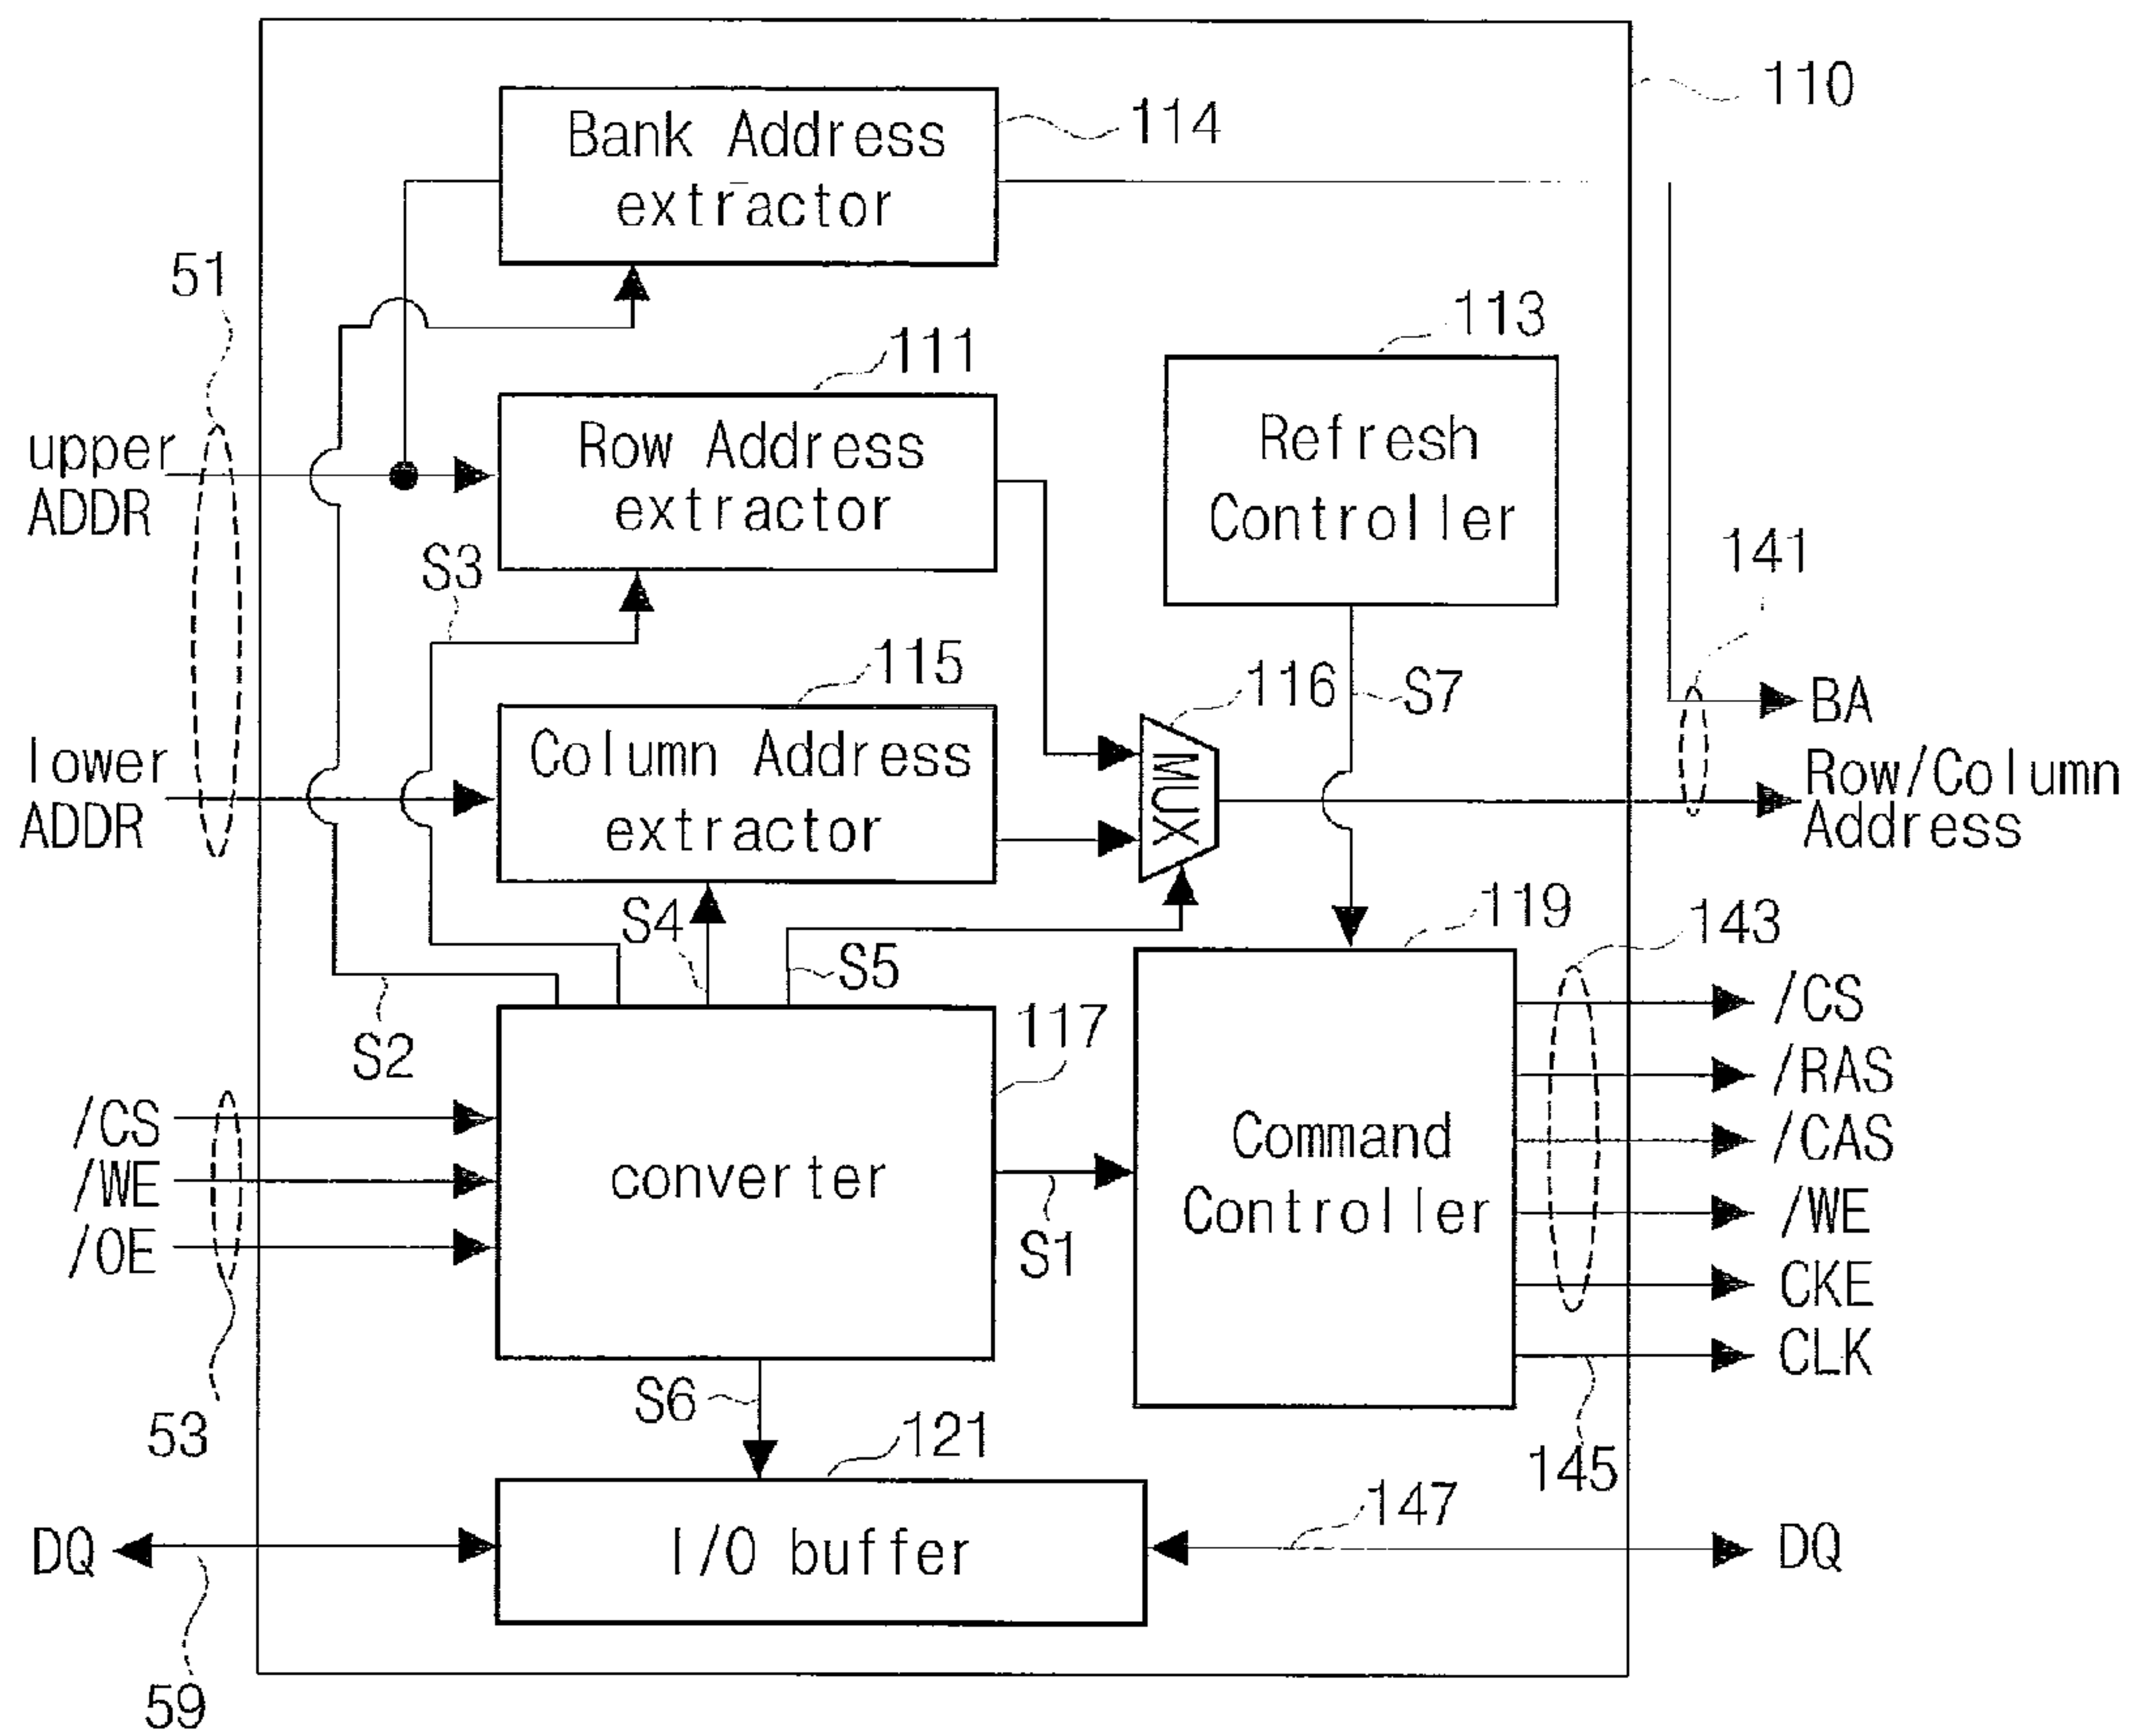 110
Bank Address
extractor
114
51
113
111
upper
ADDR
Row Address
extractor
Refresh
Controller
S3
141
115
116
S7
BA
lower
ADDR
Column Address
extractor
MUX
Row/Column
Address
S4
S5
119
143
S2
117
/CS
/RAS
/CAS
/WE
CKE
CLK
/CS
/WE
/OE
converter
S1
Command
Controller
S6
53
121
145
147
DQ
I/O buffer
DQ
59